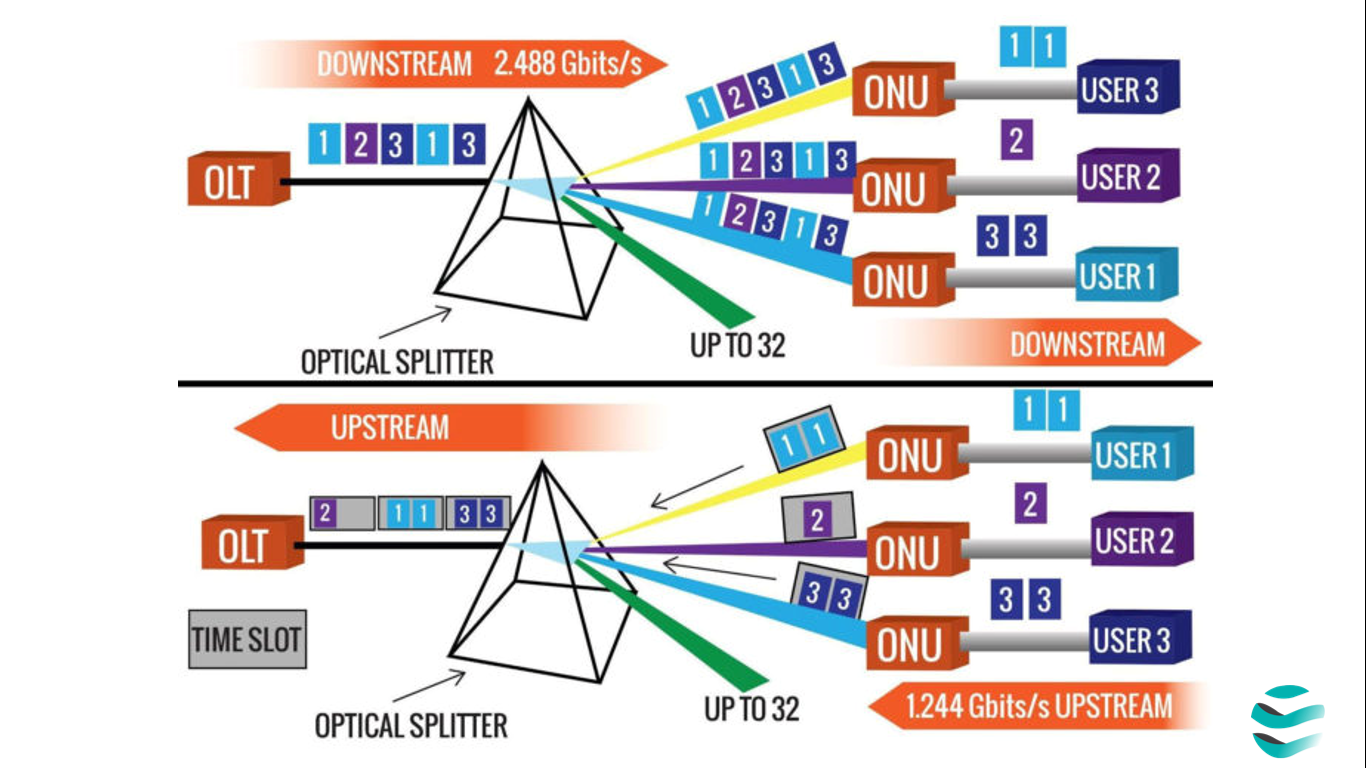 DOWNSTREAM 2.488 Gbits/s
1 2 3 1 3
OLT
1 2 3 1 3
ONU
1 1
USER 3
1 2 3 1 3
ONU
2
USER 2
1 2 3 1 3
ONU
3 3
USER 1
UP TO 32
OPTICAL SPLITTER
DOWNSTREAM
UPSTREAM
2
1 1
3 3
OLT
TIME SLOT
1 1
ONU
1 1
USER 1
2
ONU
2
USER 2
3 3
ONU
3 3
USER 3
UP TO 32
OPTICAL SPLITTER
1.244 Gbits/s UPSTREAM